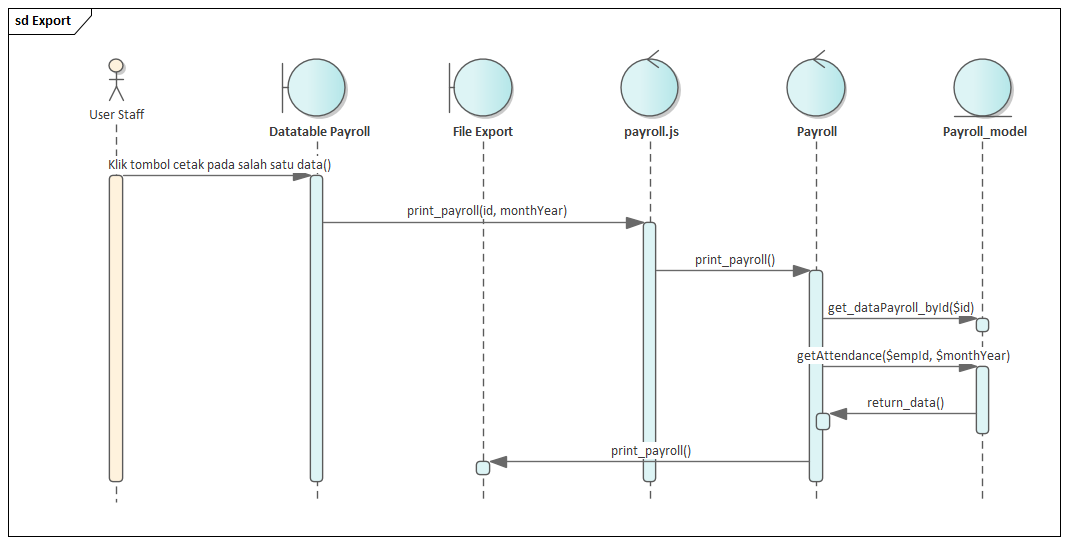 sd Export
User Staff
Datatable Payroll
File Export
payroll.js
Payroll
Payroll_model
Klik tombol cetak pada salah satu data()
print_payroll(id, monthYear)
print_payroll()
get_dataPayroll_byId($id)
getAttendance($empId, $monthYear)
return_data()
print_payroll()